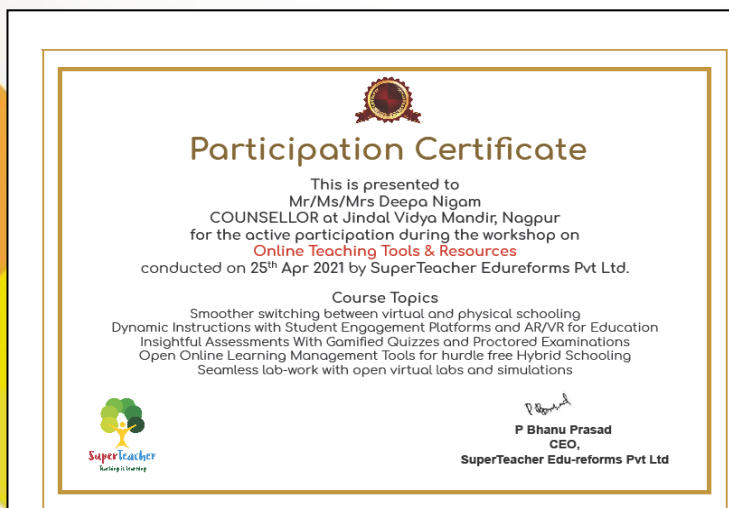 Participation Certificate
This is presented to
Mr/Ms/Mrs Deepa Nigam
COUNSELLOR at Jindal Vidya Mandir, Nagpur
for the active participation during the workshop on
Online Teaching Tools & Resources
conducted on 25th Apr 2021 by SuperTeacher Edureforms Pvt Ltd.
Course Topics
Smoother switching between virtual and physical schooling
Dynamic Instructions with Student Engagement Platforms and AR/VR for Education
Insightful Assessments With Gamified Quizzes and Proctored Examinations
Open Online Learning Management Tools for hurdle free Hybrid Schooling
Seamless lab-work with open virtual labs and simulations
SuperTeacher
Teaching is learning
P Bhanu Prasad
CEO,
SuperTeacher Edu-reforms Pvt Ltd